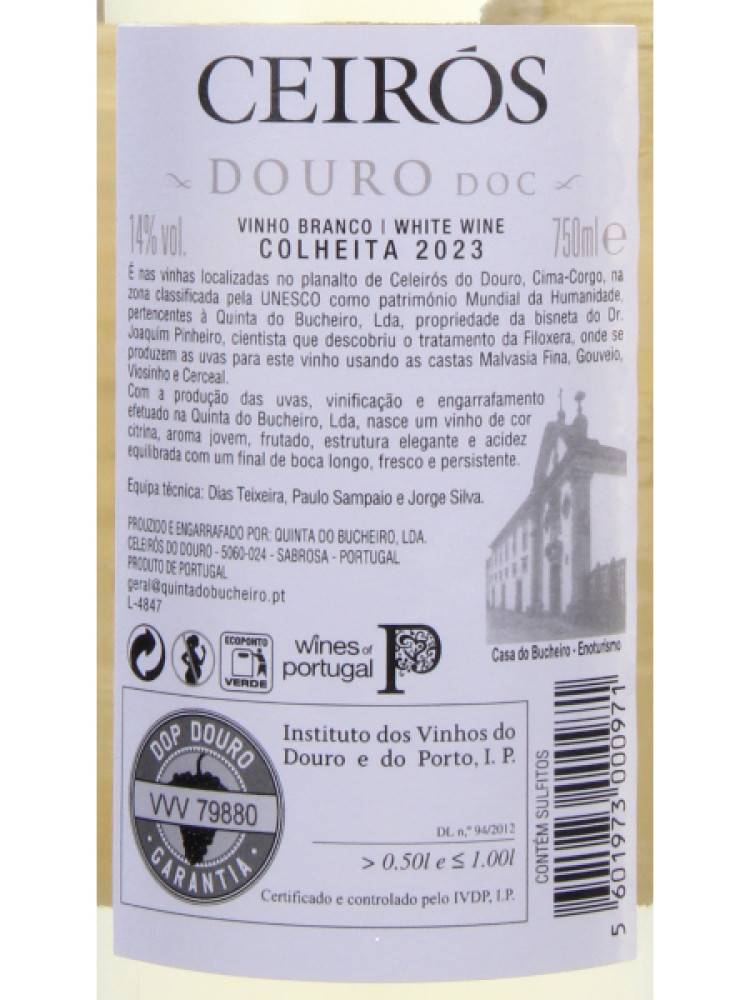 CEIRÓS
DOURO DOC
14% vol.
VINHO BRANCO | WHITE WINE
COLHEITA 2023
750ml e
É nas vinhas localizadas no planalto de Celeirós do Douro, Cima-Corgo, na
zona classificada pela UNESCO como património Mundial da Humanidade,
pertencentes à Quinta do Bucheiro, Lda, propriedade da bisneta do Dr.
Joaquim Pinheiro, cientista que descobriu o tratamento da Filoxera, onde se
produzem as uvas para este vinho usando as castas Malvasia Fina, Gouveio,
Viosinho e Cerceal.
Com a produção das uvas, vinificação e engarrafamento
efetuado na Quinta do Bucheiro, Lda, nasce um vinho de cor
citrina, aroma jovem, frutado, estrutura elegante e acidez
equilibrada com um final de boca longo, fresco e persistente.
Equipa técnica: Dias Teixeira, Paulo Sampaio e Jorge Silva.
PROUZIDO E ENGARRAFADO POR: QUINTA DO BUCHEIRO, LDA.
CELEIRÓS DO DOURO - 5060-024 - SABROSA - PORTUGAL
PRODUTO DE PORTUGAL
geral@quintadobucheiro.pt
L-4847
Casa do Bucheiro - Enoturismo
ECOPONTO
VERDE
wines of
portugal
P
DOP DOURO
VVV 79880
GARANTIA
Instituto dos Vinhos do
Douro e do Porto, I. P.
DL n.º 94/2012
> 0.50l e ≤ 1.00l
Certificado e controlado pelo IVDP, I.P.
CONTÉM SULFITOS
5 601973 000971